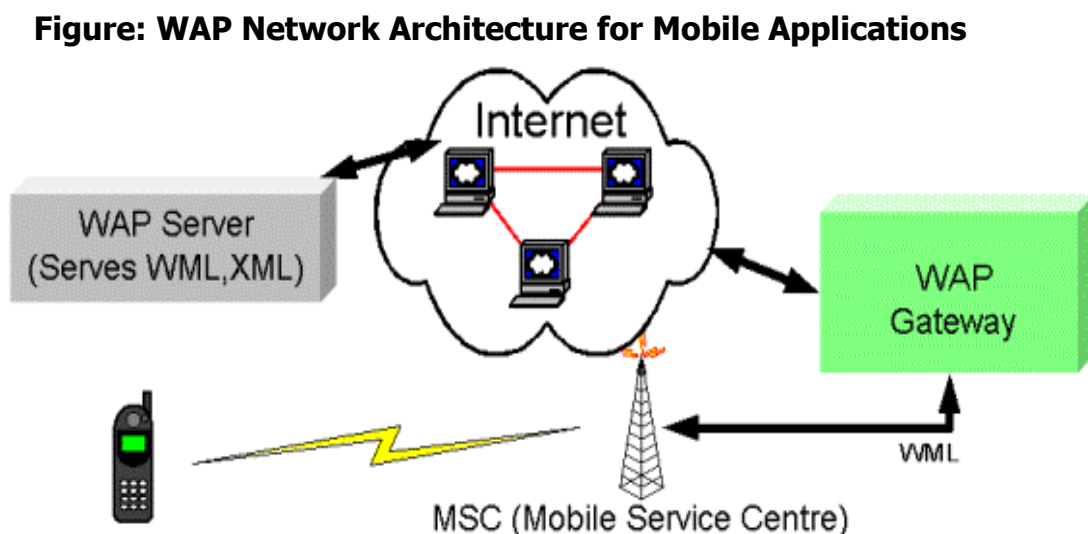 Figure: WAP Network Architecture for Mobile Applications
Internet
WAP Server
(Serves WML,XML)
WAP
Gateway
WML
MSC (Mobile Service Centre)